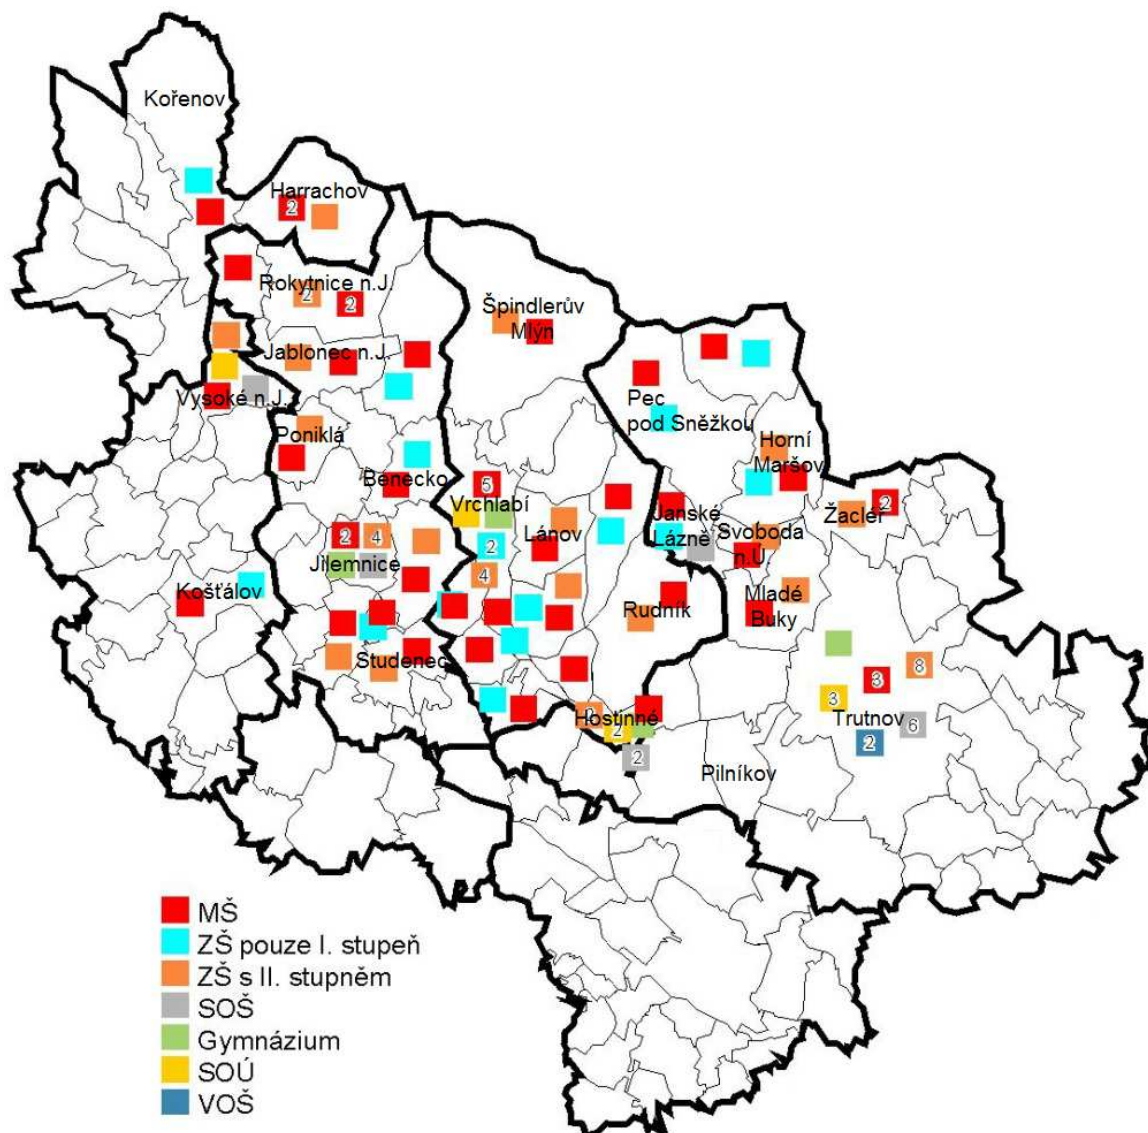 Kořenov
Harrachov
2
Rokytnice n.J.
2
2
Špindlerův
Mlýn
Jablonec n.J.
Vysoké n.J.
Pec
pod Sněžkou
Poniklá
Horní
Maršov
Benecko
5
Vrchlabí
2
Žacléř
Janské
Lázně
2
4
Lánov
Svoboda
n.Ú.
2
Jilemnice
4
Mladé
Buky
Košťálov
Rudník
Studenec
8
3
3
2
Hostinné
2
Trutnov
6
2
2
Pilníkov
MŠ
ZŠ pouze I. stupeň
ZŠ s II. stupněm
SOŠ
Gymnázium
SOÚ
VOŠ